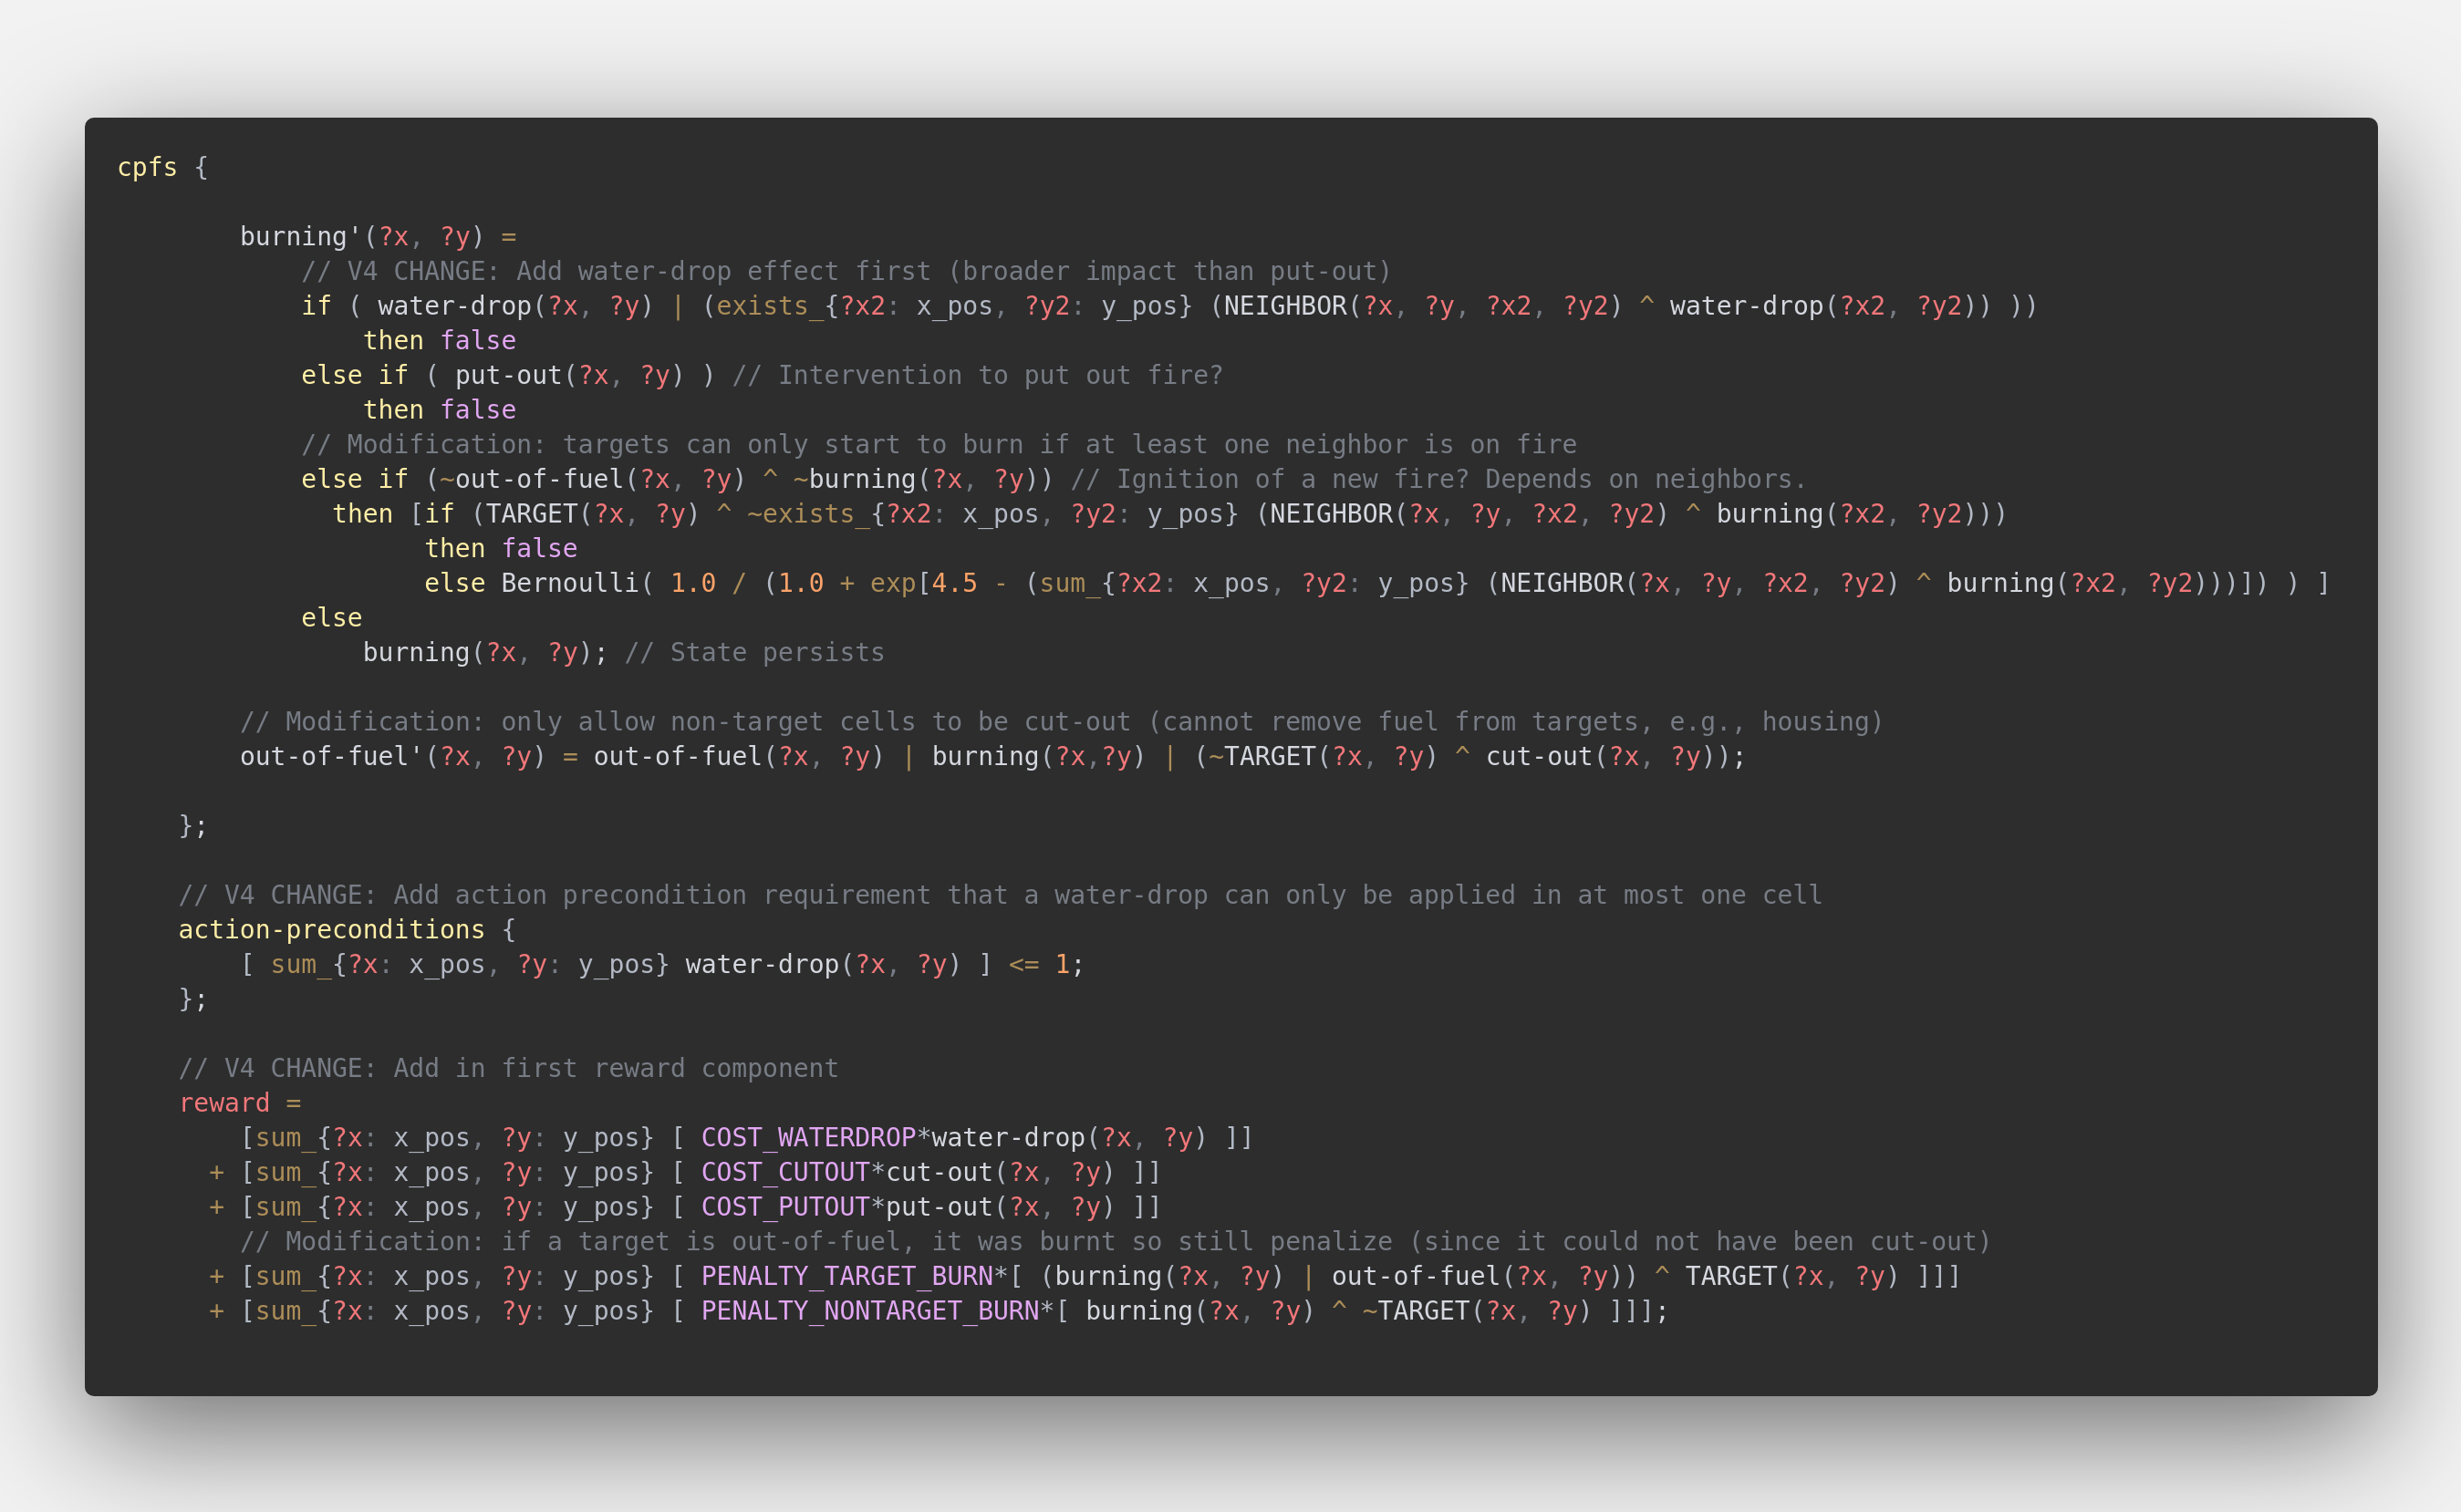 cpfs {
burning'(?x, ?y) =
// V4 CHANGE: Add water-drop effect first (broader impact than put-out)
if ( water-drop(?x, ?y) | (exists_{?x2: x_pos, ?y2: y_pos} (NEIGHBOR(?x, ?y, ?x2, ?y2) ^ water-drop(?x2, ?y2)) ))
then false
else if ( put-out(?x, ?y) ) // Intervention to put out fire?
then false
// Modification: targets can only start to burn if at least one neighbor is on fire
else if (~out-of-fuel(?x, ?y) ^ ~burning(?x, ?y)) // Ignition of a new fire? Depends on neighbors.
then [if (TARGET(?x, ?y) ^ ~exists_{?x2: x_pos, ?y2: y_pos} (NEIGHBOR(?x, ?y, ?x2, ?y2) ^ burning(?x2, ?y2)))
then false
else Bernoulli( 1.0 / (1.0 + exp[4.5 - (sum_{?x2: x_pos, ?y2: y_pos} (NEIGHBOR(?x, ?y, ?x2, ?y2) ^ burning(?x2, ?y2)))]) ) ]
else
burning(?x, ?y); // State persists
// Modification: only allow non-target cells to be cut-out (cannot remove fuel from targets, e.g., housing)
out-of-fuel'(?x, ?y) = out-of-fuel(?x, ?y) | burning(?x,?y) | (~TARGET(?x, ?y) ^ cut-out(?x, ?y));
};
// V4 CHANGE: Add action precondition requirement that a water-drop can only be applied in at most one cell
action-preconditions {
[ sum_{?x: x_pos, ?y: y_pos} water-drop(?x, ?y) ] <= 1;
};
// V4 CHANGE: Add in first reward component
reward =
[sum_{?x: x_pos, ?y: y_pos} [ COST_WATERDROP*water-drop(?x, ?y) ]]
+ [sum_{?x: x_pos, ?y: y_pos} [ COST_CUTOUT*cut-out(?x, ?y) ]]
+ [sum_{?x: x_pos, ?y: y_pos} [ COST_PUTOUT*put-out(?x, ?y) ]]
// Modification: if a target is out-of-fuel, it was burnt so still penalize (since it could not have been cut-out)
+ [sum_{?x: x_pos, ?y: y_pos} [ PENALTY_TARGET_BURN*[ (burning(?x, ?y) | out-of-fuel(?x, ?y)) ^ TARGET(?x, ?y) ]]]
+ [sum_{?x: x_pos, ?y: y_pos} [ PENALTY_NONTARGET_BURN*[ burning(?x, ?y) ^ ~TARGET(?x, ?y) ]]];